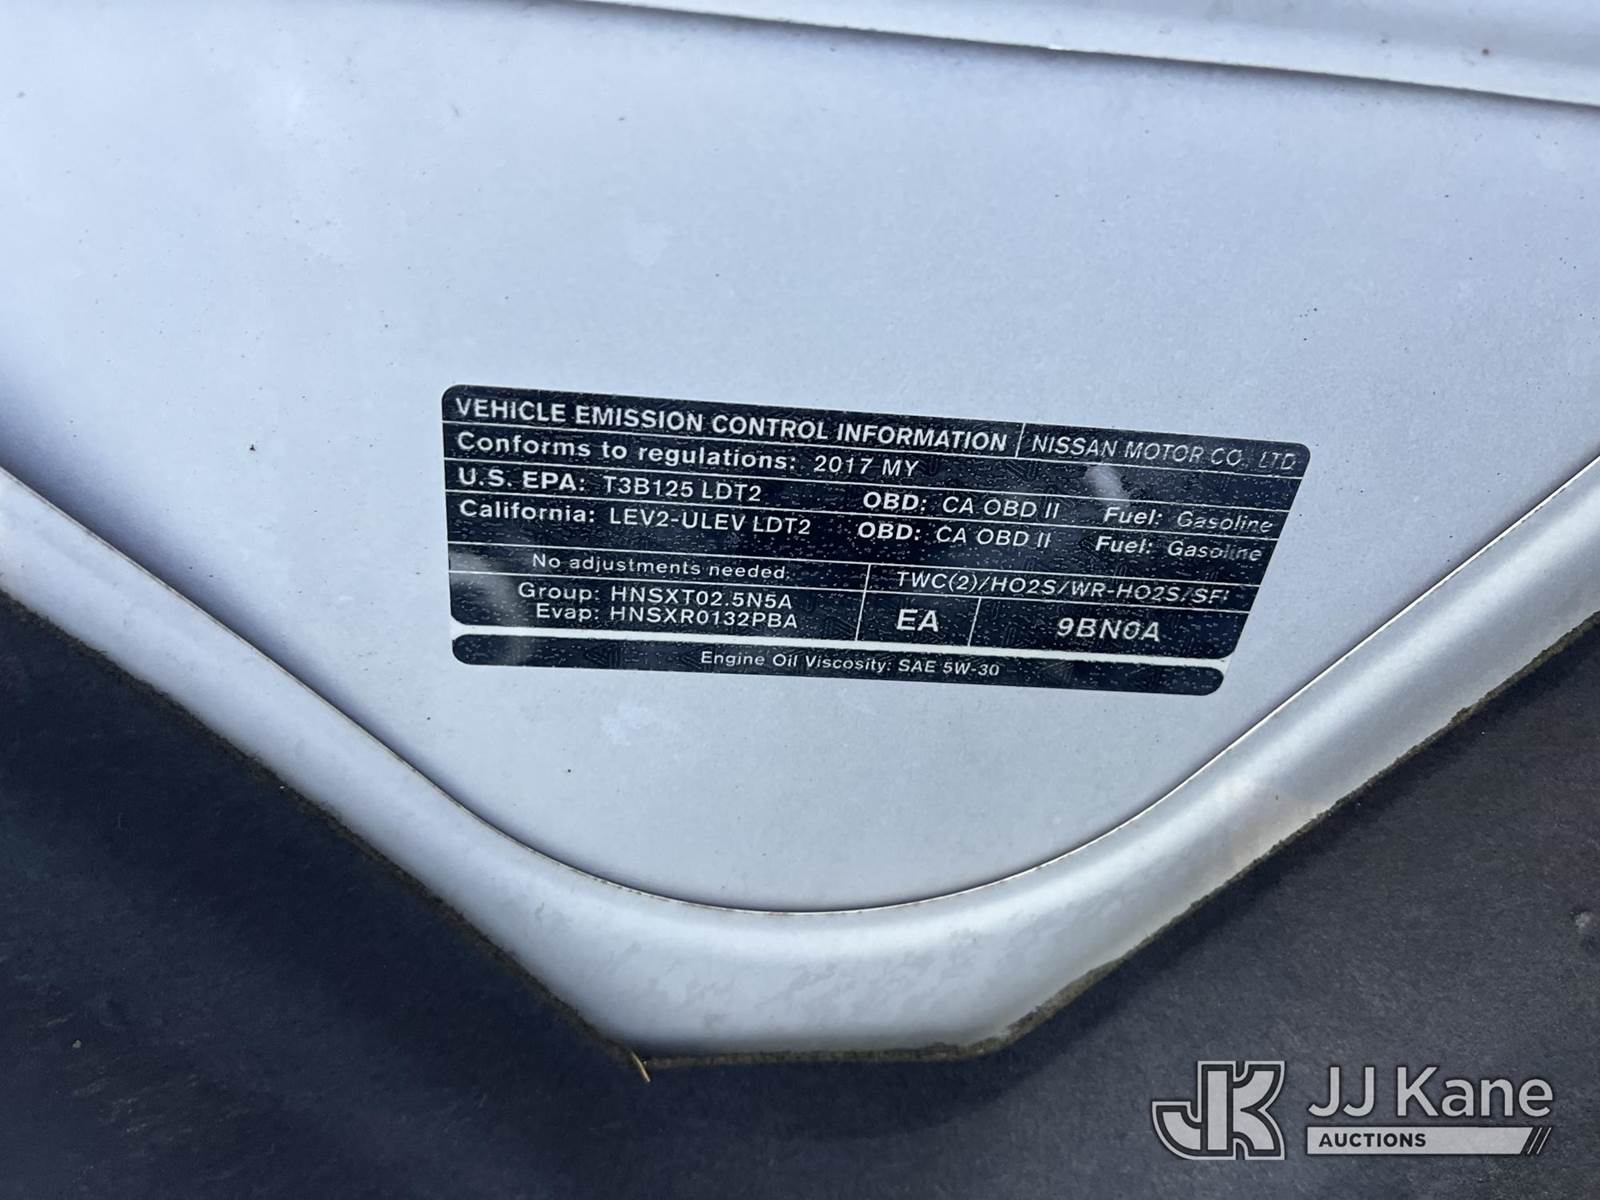 VEHICLE EMISSION CONTROL INFORMATION NISSAN MOTOR CO., LTD
Conforms to regulations: 2017 MY
U.S. EPA: T3B125 LDT2 OBD: CA OBD II Fuel: Gasoline
California: LEV2-ULEV LDT2 OBD: CA OBD II Fuel: Gasoline
No adjustments needed. TWC(2)/HO2S/WR-HO2S/SFI
Group: HNSXT02.5N5A
Evap: HNSXR0132PBA
EA 9BN0A
Engine Oil Viscosity: SAE 5W-30
JK JJ Kane
AUCTIONS